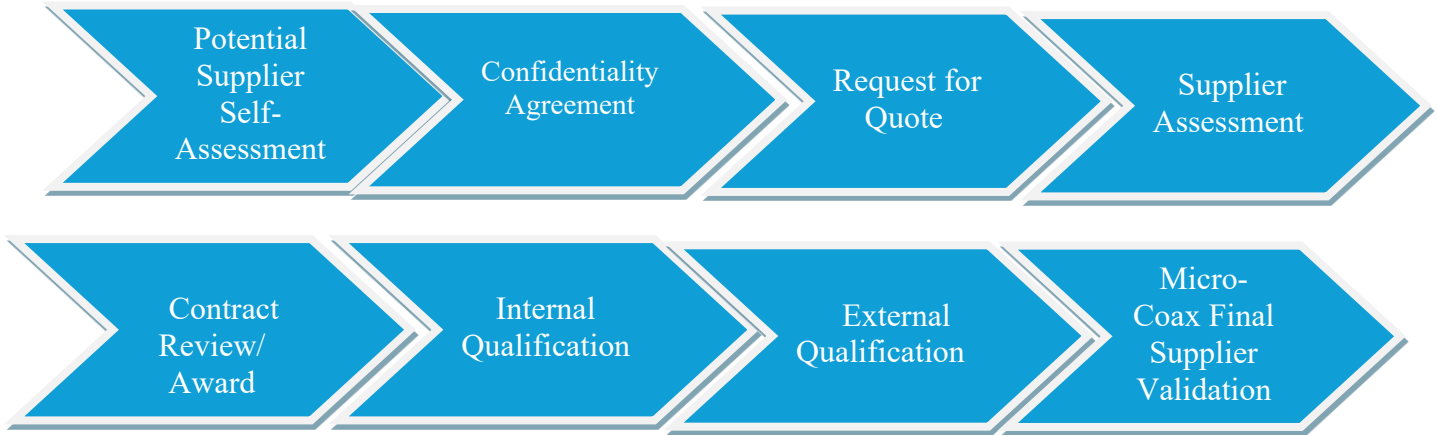 Potential
Supplier
Self-
Assessment
Confidentiality
Agreement
Request for
Quote
Supplier
Assessment
Contract
Review/
Award
Internal
Qualification
External
Qualification
Micro-
Coax Final
Supplier
Validation